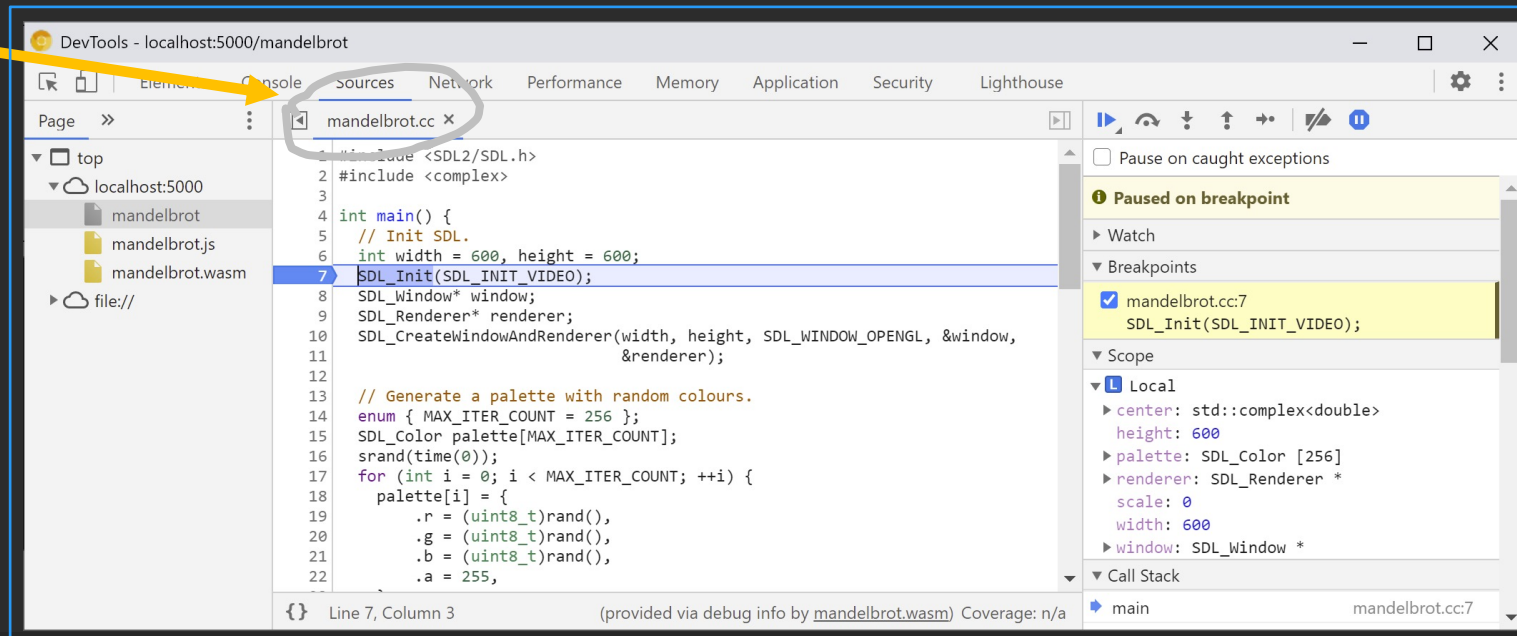 DevTools - localhost:5000/mandelbrot
Elements Console Sources Network Performance Memory Application Security Lighthouse
Page
mandelbrot.cc
top
localhost:5000
mandelbrot
mandelbrot.js
mandelbrot.wasm
file://
1 #include <SDL2/SDL.h>
2 #include <complex>
3
4 int main() {
5 // Init SDL.
6 int width = 600, height = 600;
7 SDL_Init(SDL_INIT_VIDEO);
8 SDL_Window* window;
9 SDL_Renderer* renderer;
10 SDL_CreateWindowAndRenderer(width, height, SDL_WINDOW_OPENGL, &window,
11 &renderer);
12
13 // Generate a palette with random colours.
14 enum { MAX_ITER_COUNT = 256 };
15 SDL_Color palette[MAX_ITER_COUNT];
16 srand(time(0));
17 for (int i = 0; i < MAX_ITER_COUNT; ++i) {
18 palette[i] = {
19 .r = (uint8_t)rand(),
20 .g = (uint8_t)rand(),
21 .b = (uint8_t)rand(),
22 .a = 255,
{} Line 7, Column 3 (provided via debug info by mandelbrot.wasm) Coverage: n/a
Pause on caught exceptions
Paused on breakpoint
Watch
Breakpoints
mandelbrot.cc:7
SDL_Init(SDL_INIT_VIDEO);
Scope
L Local
center: std::complex<double>
height: 600
palette: SDL_Color [256]
renderer: SDL_Renderer *
scale: 0
width: 600
window: SDL_Window *
Call Stack
main mandelbrot.cc:7